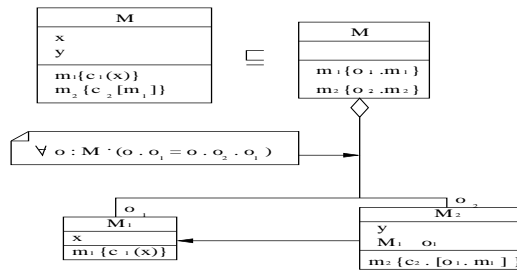 M
x
y
m₁{c₁(x)}
m₂{c₂[m₁]}
⊑
M
m₁{o₁.m₁}
m₂{o₂.m₂}
∀ o : M · (o . o₁ = o . o₂ . o₁)
o₁
o₂
M₁
x
m₁{c₁(x)}
M₂
y
M₁ o₁
m₂{c₂.[o₁.m₁]}